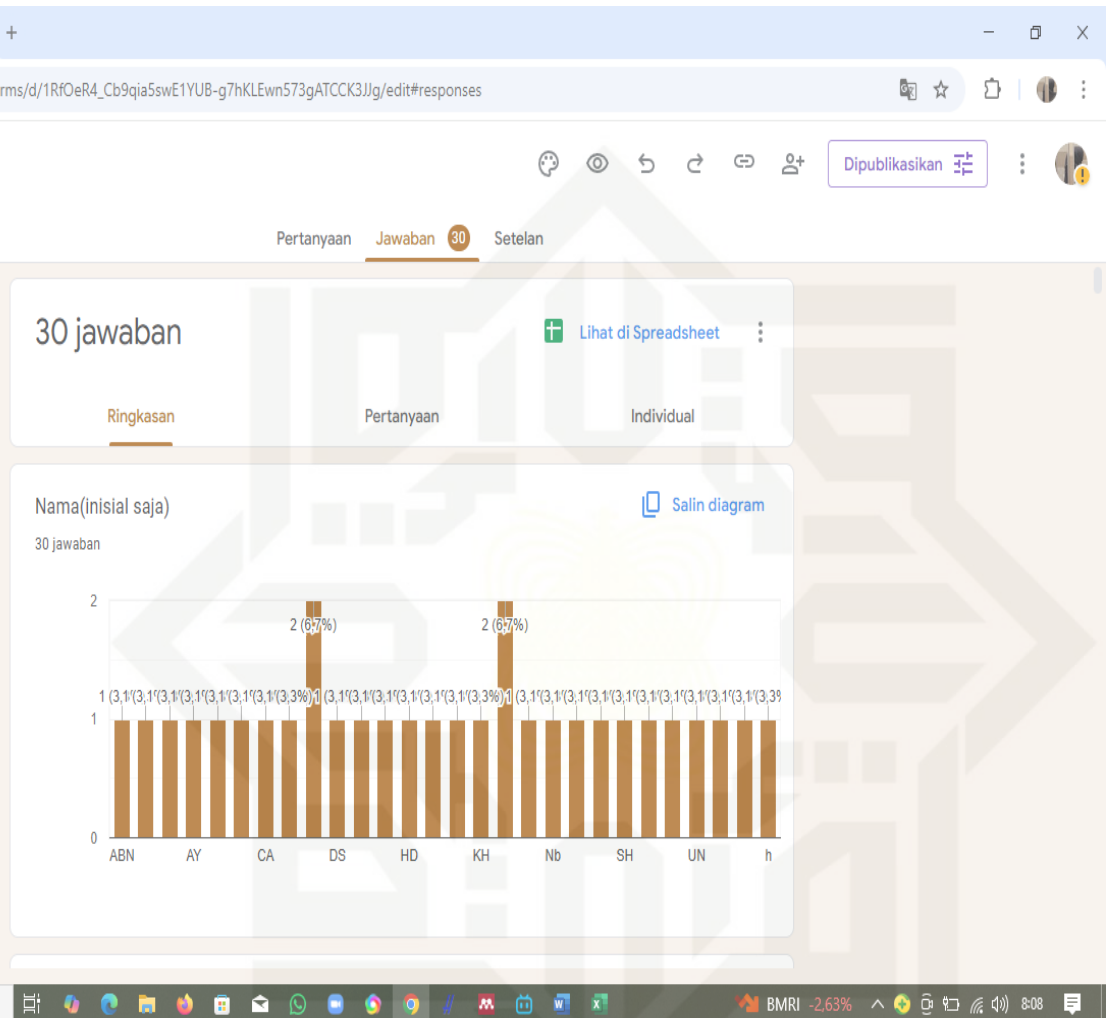 rms/d/1RfOeR4_Cb9qia5swE1YUB-g7hKLEwn573gATCCK3JJg/edit#responses
Dipublikasikan
Pertanyaan Jawaban 30 Setelan
30 jawaban Lihat di Spreadsheet
Ringkasan Pertanyaan Individual
Nama(inisial saja) Salin diagram
30 jawaban
2
2 (6,7%) 2 (6,7%)
1
0
ABN AY CA DS HD KH Nb SH UN h
BMRI -2,63% 8:08